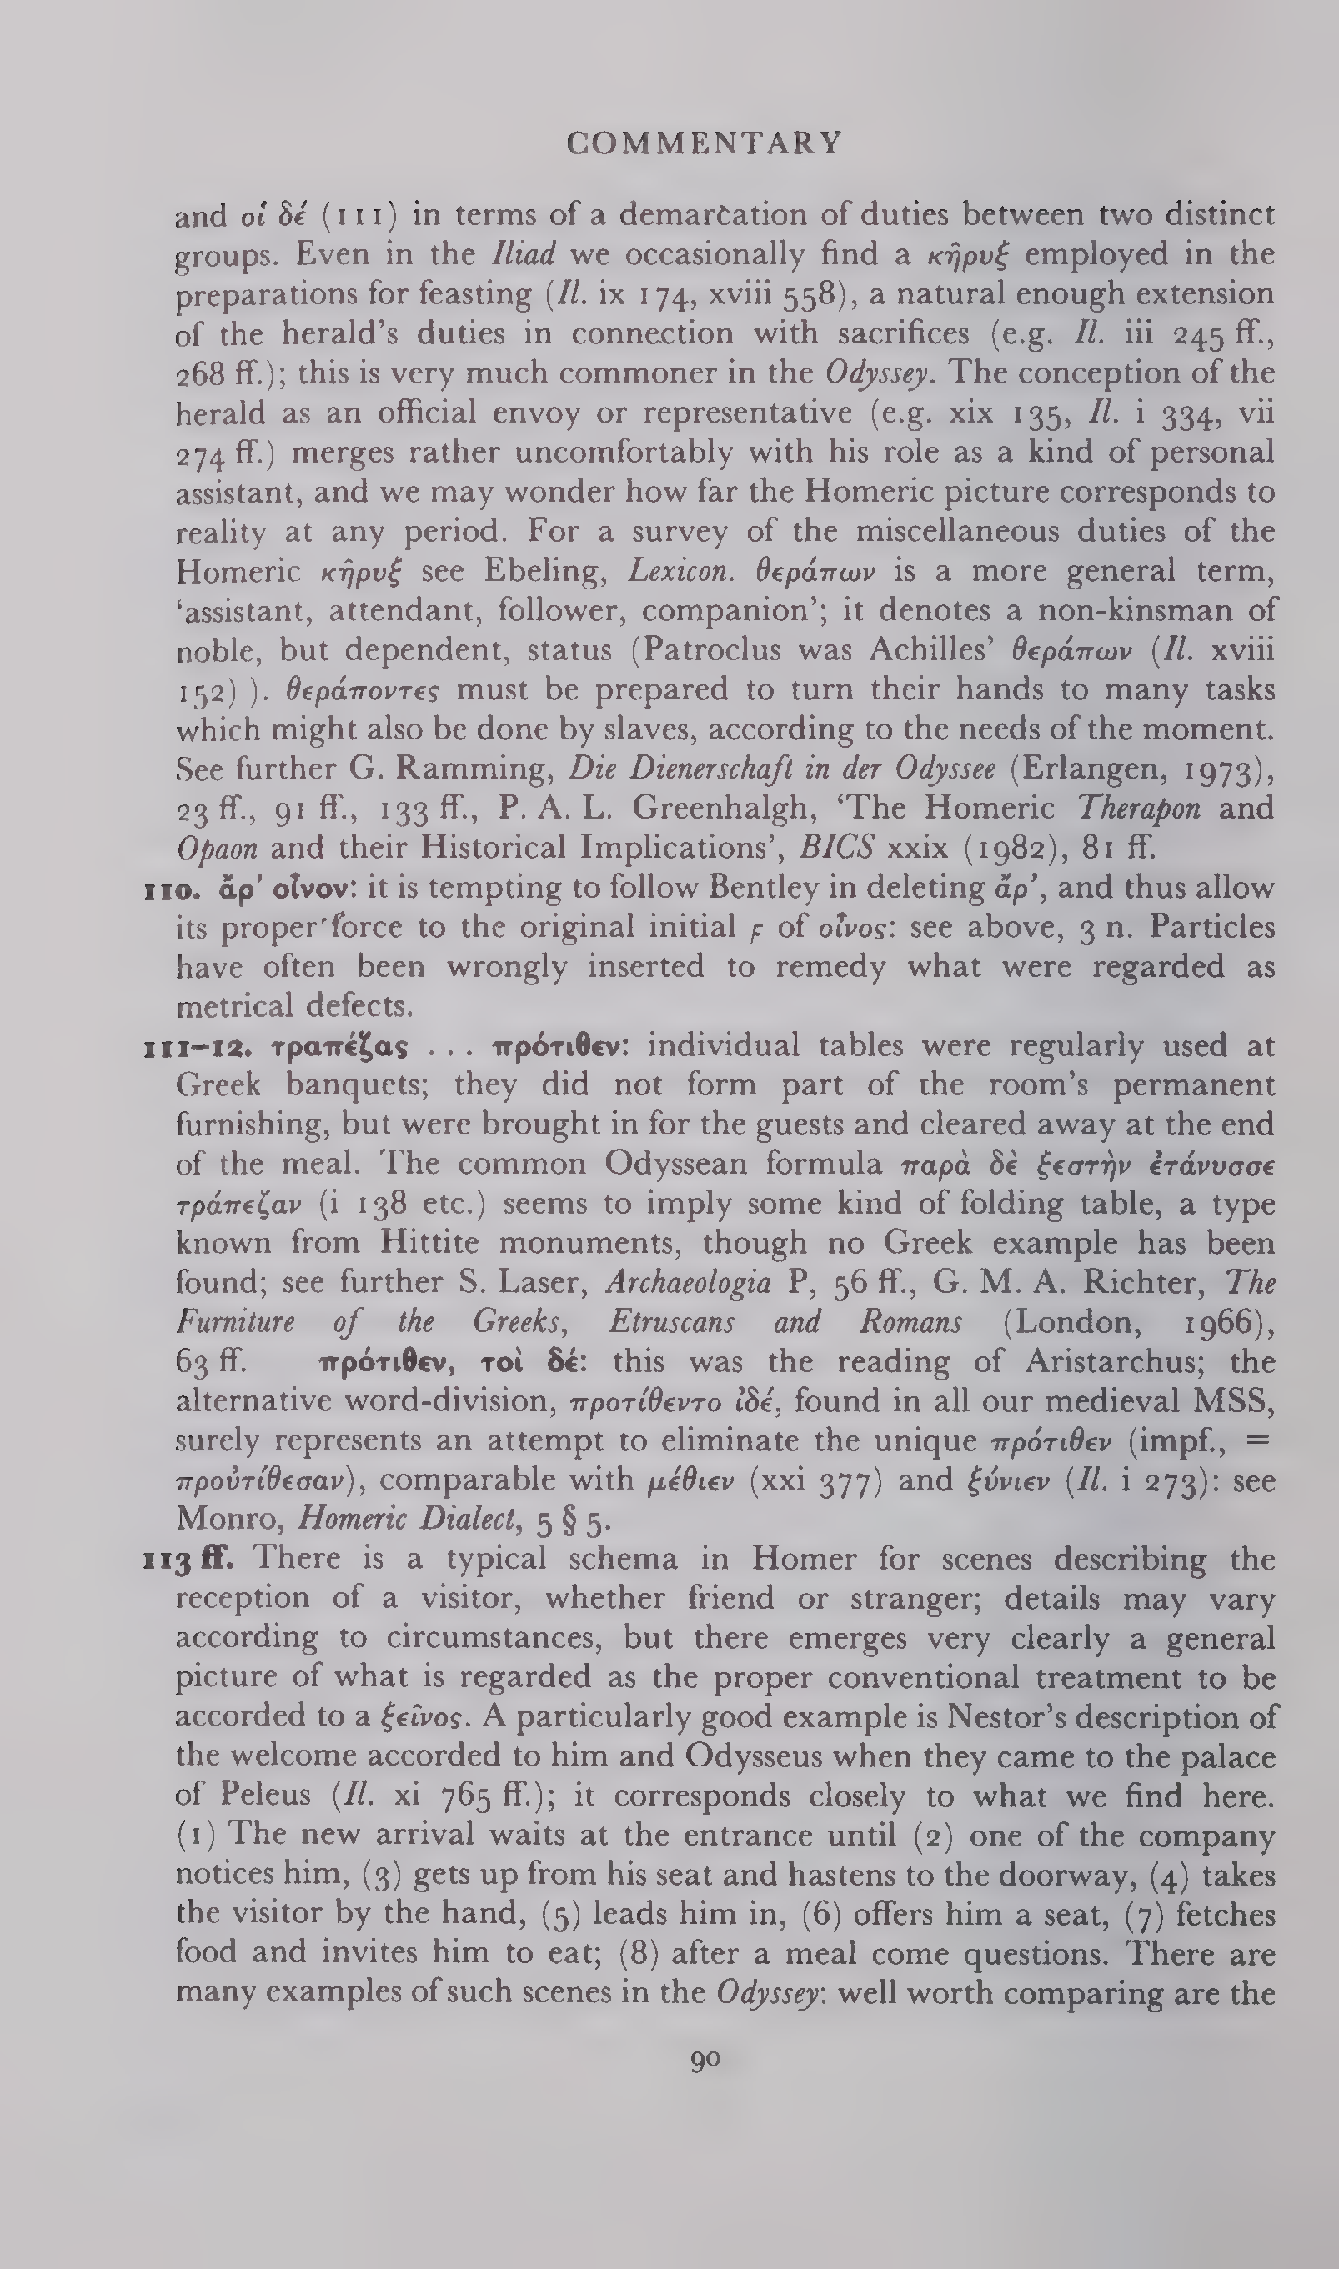 COMMENTARY
and οἱ δέ (111) in terms of a demarcation of duties between two distinct
groups. Even in the Iliad we occasionally find a κῆρυξ employed in the
preparations for feasting (Il. ix 174, xviii 558), a natural enough extension
of the herald’s duties in connection with sacrifices (e.g. Il. iii 245 ff.,
268 ff.); this is very much commoner in the Odyssey. The conception of the
herald as an official envoy or representative (e.g. xix 135, Il. i 334, vii
274 ff.) merges rather uncomfortably with his role as a kind of personal
assistant, and we may wonder how far the Homeric picture corresponds to
reality at any period. For a survey of the miscellaneous duties of the
Homeric κῆρυξ see Ebeling, Lexicon. θεράπων is a more general term,
‘assistant, attendant, follower, companion’; it denotes a non-kinsman of
noble, but dependent, status (Patroclus was Achilles’ θεράπων (Il. xviii
152) ). θεράποντες must be prepared to turn their hands to many tasks
which might also be done by slaves, according to the needs of the moment.
See further G. Ramming, Die Dienerschaft in der Odyssee (Erlangen, 1973),
23 ff., 91 ff., 133 ff., P. A. L. Greenhalgh, ‘The Homeric Therapon and
Opaon and their Historical Implications’, BICS xxix (1982), 81 ff.
110. ἄρ’ οἶνον: it is tempting to follow Bentley in deleting ἄρ’, and thus allow
its proper force to the original initial ϝ of οἶνος: see above, 3 n. Particles
have often been wrongly inserted to remedy what were regarded as
metrical defects.
111–12. τραπέζας . . . πρότιθεν: individual tables were regularly used at
Greek banquets; they did not form part of the room’s permanent
furnishing, but were brought in for the guests and cleared away at the end
of the meal. The common Odyssean formula παρὰ δὲ ξεστὴν ἐτάνυσσε
τράπεζαν (i 138 etc.) seems to imply some kind of folding table, a type
known from Hittite monuments, though no Greek example has been
found; see further S. Laser, Archaeologia P, 56 ff., G. M. A. Richter, The
Furniture of the Greeks, Etruscans and Romans (London, 1966),
63 ff. πρότιθεν, τοὶ δέ: this was the reading of Aristarchus; the
alternative word-division, προτίθεντο ἰδέ, found in all our medieval MSS,
surely represents an attempt to eliminate the unique πρότιθεν (impf., =
προὐτίθεσαν), comparable with μέθιεν (xxi 377) and ξύνιεν (Il. i 273): see
Monro, Homeric Dialect, 5 § 5.
113 ff. There is a typical schema in Homer for scenes describing the
reception of a visitor, whether friend or stranger; details may vary
according to circumstances, but there emerges very clearly a general
picture of what is regarded as the proper conventional treatment to be
accorded to a ξεῖνος. A particularly good example is Nestor’s description of
the welcome accorded to him and Odysseus when they came to the palace
of Peleus (Il. xi 765 ff.); it corresponds closely to what we find here.
(1) The new arrival waits at the entrance until (2) one of the company
notices him, (3) gets up from his seat and hastens to the doorway, (4) takes
the visitor by the hand, (5) leads him in, (6) offers him a seat, (7) fetches
food and invites him to eat; (8) after a meal come questions. There are
many examples of such scenes in the Odyssey: well worth comparing are the
90